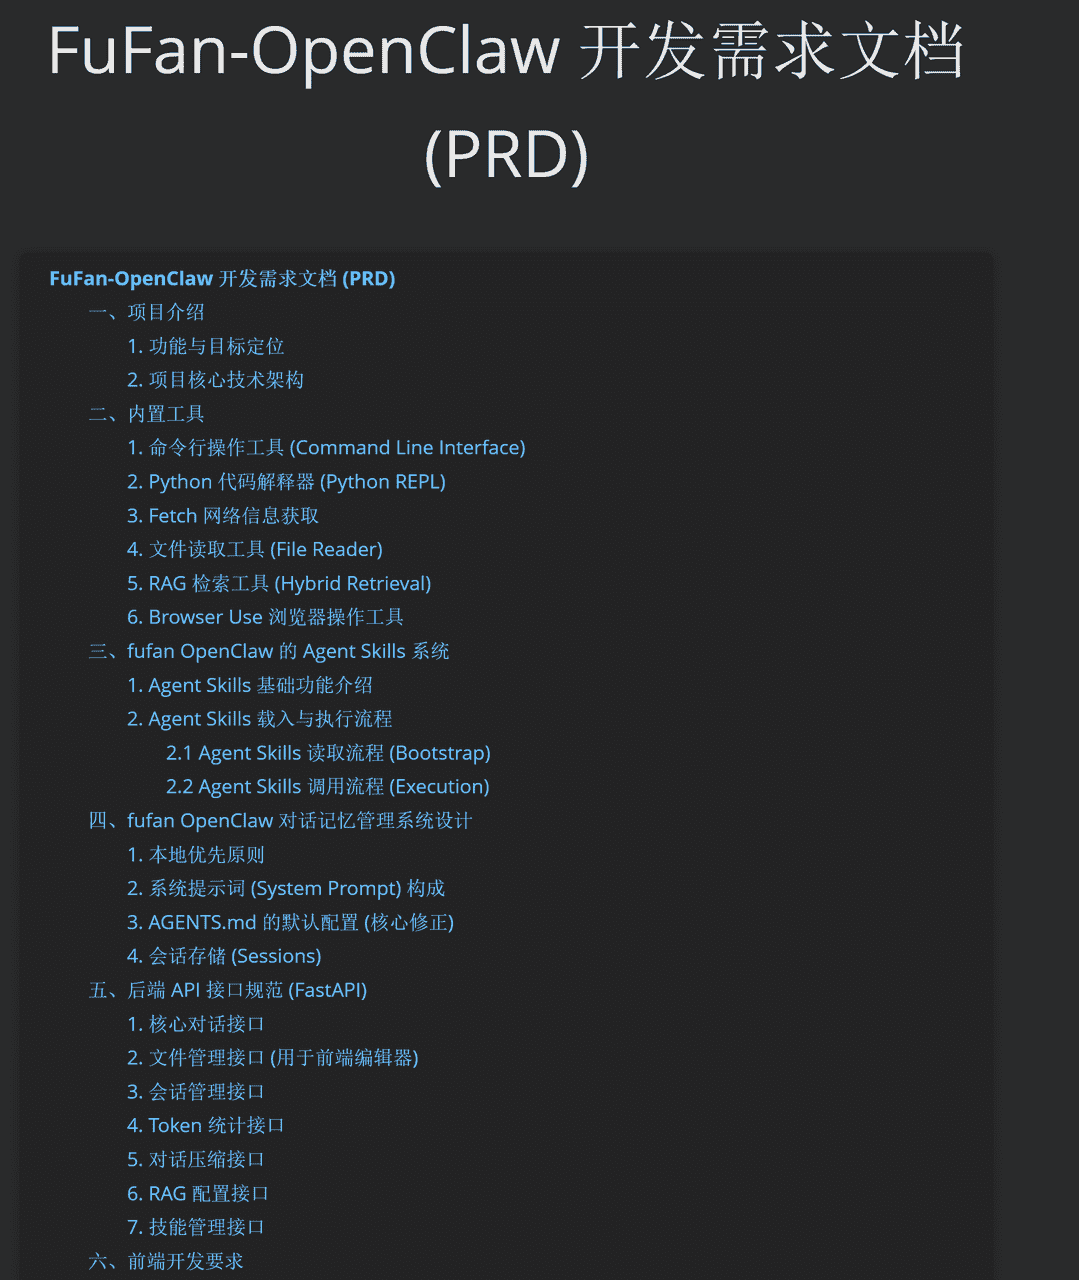 FuFan-OpenClaw 开发需求文档
(PRD)
FuFan-OpenClaw 开发需求文档 (PRD)
一、项目介绍
1. 功能与目标定位
2. 项目核心技术架构
二、内置工具
1. 命令行操作工具 (Command Line Interface)
2. Python 代码解释器 (Python REPL)
3. Fetch 网络信息获取
4. 文件读取工具 (File Reader)
5. RAG 检索工具 (Hybrid Retrieval)
6. Browser Use 浏览器操作工具
三、fufan OpenClaw 的 Agent Skills 系统
1. Agent Skills 基础功能介绍
2. Agent Skills 载入与执行流程
2.1 Agent Skills 读取流程 (Bootstrap)
2.2 Agent Skills 调用流程 (Execution)
四、fufan OpenClaw 对话记忆管理系统设计
1. 本地优先原则
2. 系统提示词 (System Prompt) 构成
3. AGENTS.md 的默认配置 (核心修正)
4. 会话存储 (Sessions)
五、后端 API 接口规范 (FastAPI)
1. 核心对话接口
2. 文件管理接口 (用于前端编辑器)
3. 会话管理接口
4. Token 统计接口
5. 对话压缩接口
6. RAG 配置接口
7. 技能管理接口
六、前端开发要求